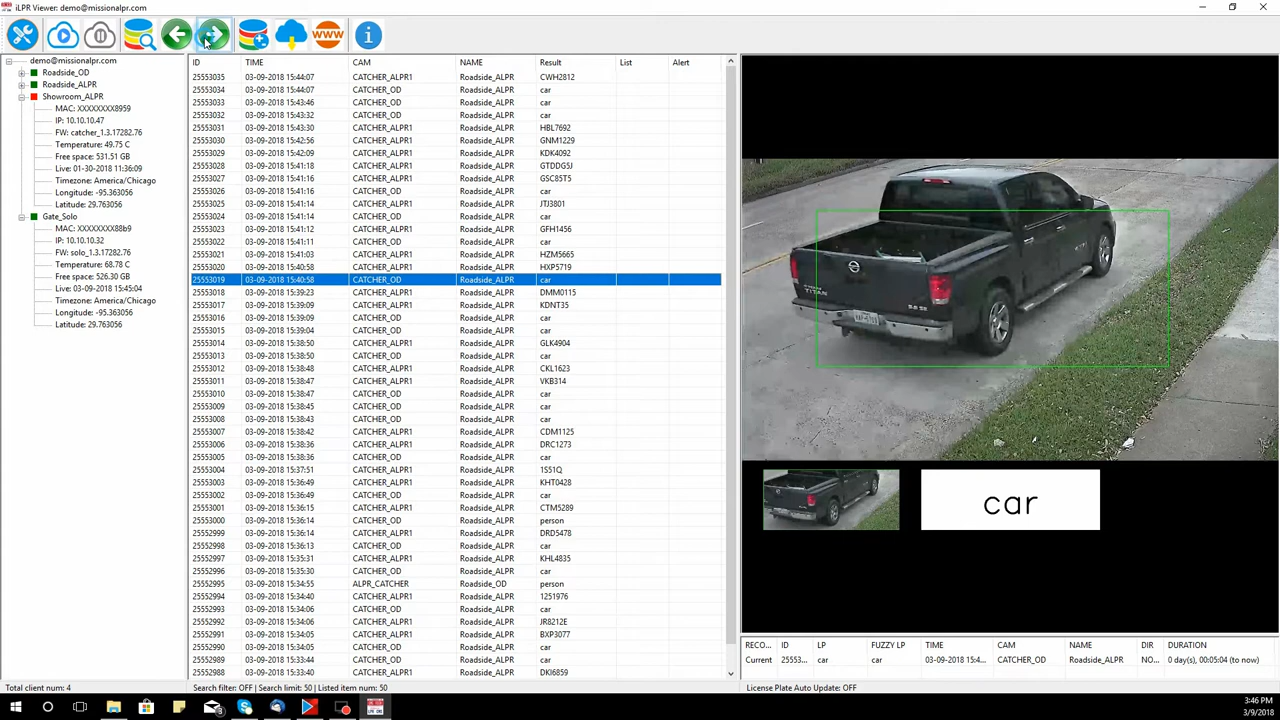 iLPR Viewer: demo@missionalpr.com
WWW
demo@missionalpr.com
Roadside_OD
Roadside_ALPR
Showroom_ALPR
MAC: XXXXXXXX8959
IP: 10.10.10.47
FW: catcher_1.3.17282.76
Temperature: 49.75 C
Free space: 531.51 GB
Live: 01-30-2018 11:36:09
Timezone: America/Chicago
Longitude: -95.363056
Latitude: 29.763056
Gate_Solo
MAC: XXXXXXXX88b9
IP: 10.10.10.32
FW: solo_1.3.17282.76
Temperature: 68.78 C
Free space: 526.30 GB
Live: 03-09-2018 15:45:04
Timezone: America/Chicago
Longitude: -95.363056
Latitude: 29.763056
ID TIME CAM NAME Result List Alert
25553035 03-09-2018 15:44:07 CATCHER_ALPR1 Roadside_ALPR CWH2812
25553034 03-09-2018 15:44:07 CATCHER_OD Roadside_ALPR car
25553033 03-09-2018 15:43:46 CATCHER_OD Roadside_ALPR car
25553032 03-09-2018 15:43:32 CATCHER_OD Roadside_ALPR car
25553031 03-09-2018 15:43:30 CATCHER_ALPR1 Roadside_ALPR HBL7692
25553030 03-09-2018 15:42:56 CATCHER_ALPR1 Roadside_ALPR GNM1229
25553029 03-09-2018 15:42:09 CATCHER_ALPR1 Roadside_ALPR KDK4092
25553028 03-09-2018 15:41:18 CATCHER_ALPR1 Roadside_ALPR GTDDG5J
25553027 03-09-2018 15:41:16 CATCHER_ALPR1 Roadside_ALPR GSC85T5
25553026 03-09-2018 15:41:16 CATCHER_OD Roadside_ALPR car
25553025 03-09-2018 15:41:14 CATCHER_ALPR1 Roadside_ALPR JTJ3801
25553024 03-09-2018 15:41:14 CATCHER_OD Roadside_ALPR car
25553023 03-09-2018 15:41:12 CATCHER_ALPR1 Roadside_ALPR GFH1456
25553022 03-09-2018 15:41:11 CATCHER_OD Roadside_ALPR car
25553021 03-09-2018 15:41:03 CATCHER_ALPR1 Roadside_ALPR HZM5665
25553020 03-09-2018 15:40:58 CATCHER_ALPR1 Roadside_ALPR HXP5719
25553019 03-09-2018 15:40:58 CATCHER_OD Roadside_ALPR car
25553018 03-09-2018 15:39:23 CATCHER_ALPR1 Roadside_ALPR DMM0115
25553017 03-09-2018 15:39:09 CATCHER_ALPR1 Roadside_ALPR KDNT35
25553016 03-09-2018 15:39:09 CATCHER_OD Roadside_ALPR car
25553015 03-09-2018 15:39:04 CATCHER_OD Roadside_ALPR car
25553014 03-09-2018 15:38:50 CATCHER_ALPR1 Roadside_ALPR GLK4904
25553013 03-09-2018 15:38:50 CATCHER_OD Roadside_ALPR car
25553012 03-09-2018 15:38:48 CATCHER_ALPR1 Roadside_ALPR CKL1623
25553011 03-09-2018 15:38:47 CATCHER_ALPR1 Roadside_ALPR VKB314
25553010 03-09-2018 15:38:47 CATCHER_OD Roadside_ALPR car
25553009 03-09-2018 15:38:45 CATCHER_OD Roadside_ALPR car
25553008 03-09-2018 15:38:43 CATCHER_OD Roadside_ALPR car
25553007 03-09-2018 15:38:42 CATCHER_ALPR1 Roadside_ALPR CDM1125
25553006 03-09-2018 15:38:36 CATCHER_ALPR1 Roadside_ALPR DRC1273
25553005 03-09-2018 15:38:36 CATCHER_OD Roadside_ALPR car
25553004 03-09-2018 15:37:51 CATCHER_ALPR1 Roadside_ALPR 1S51Q
25553003 03-09-2018 15:36:49 CATCHER_ALPR1 Roadside_ALPR KHT0428
25553002 03-09-2018 15:36:49 CATCHER_OD Roadside_ALPR car
25553001 03-09-2018 15:36:15 CATCHER_ALPR1 Roadside_ALPR CTM5289
25553000 03-09-2018 15:36:14 CATCHER_OD Roadside_ALPR person
25552999 03-09-2018 15:36:14 CATCHER_ALPR1 Roadside_ALPR DRD5478
25552998 03-09-2018 15:36:13 CATCHER_OD Roadside_ALPR car
25552997 03-09-2018 15:35:31 CATCHER_ALPR1 Roadside_ALPR KHL4835
25552996 03-09-2018 15:35:30 CATCHER_OD Roadside_ALPR car
25552995 03-09-2018 15:34:55 ALPR_CATCHER Roadside_OD person
25552994 03-09-2018 15:34:40 CATCHER_ALPR1 Roadside_ALPR 1251976
25552993 03-09-2018 15:34:06 CATCHER_OD Roadside_ALPR car
25552992 03-09-2018 15:34:06 CATCHER_ALPR1 Roadside_ALPR JR8212E
25552991 03-09-2018 15:34:05 CATCHER_ALPR1 Roadside_ALPR BXP3077
25552990 03-09-2018 15:34:05 CATCHER_OD Roadside_ALPR car
25552989 03-09-2018 15:33:44 CATCHER_OD Roadside_ALPR car
25552988 03-09-2018 15:33:40 CATCHER_ALPR1 Roadside_ALPR DKI6859
TITAN
car
RECO... ID LP FUZZY LP TIME CAM NAME DIR DURATION
Current 25553... car car 03-09-2018 15:4... CATCHER_OD Roadside_ALPR NO... 0 day(s), 00:05:04 (to now)
Total client num: 4
Search filter: OFF | Search limit: 50 | Listed item num: 50
License Plate Auto Update: OFF
3:46 PM
3/9/2018